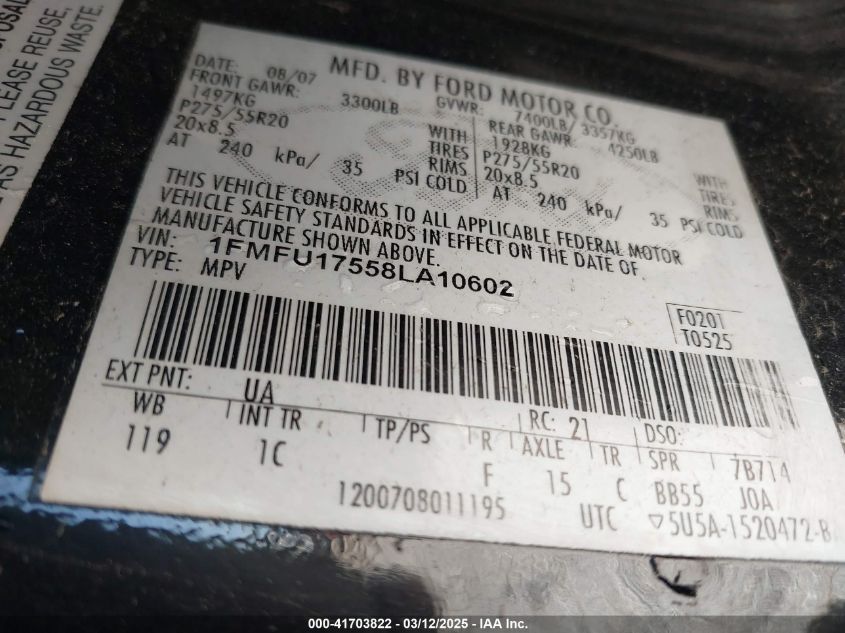 POSAL
PLEASE REUSE,
AS HAZARDOUS WASTE.
MFD. BY FORD MOTOR CO.
DATE: 08/07 GVWR: 7400LB/ 3357KG
FRONT GAWR: 3300LB REAR GAWR: 4250LB
1497KG WITH 1928KG WITH
P275/55R20 TIRES P275/55R20 TIRES
20x8.5 RIMS 20x8.5 RIMS
AT 240 kPa/ 35 PSI COLD AT 240 kPa/ 35 PSI COLD
THIS VEHICLE CONFORMS TO ALL APPLICABLE FEDERAL MOTOR
VEHICLE SAFETY STANDARDS IN EFFECT ON THE DATE OF
MANUFACTURE SHOWN ABOVE.
VIN: 1FMFU17558LA10602
TYPE: MPV
F0201
T0525
EXT PNT: UA RC: 21 DSO:
WB INT TR TP/PS R AXLE TR SPR 7B714
119 1C F 15 C BB55 JOA
1200708011195 UTC ▽5U5A-1520472-B
000-41703822 / 03/12/2025 - IAA Inc.